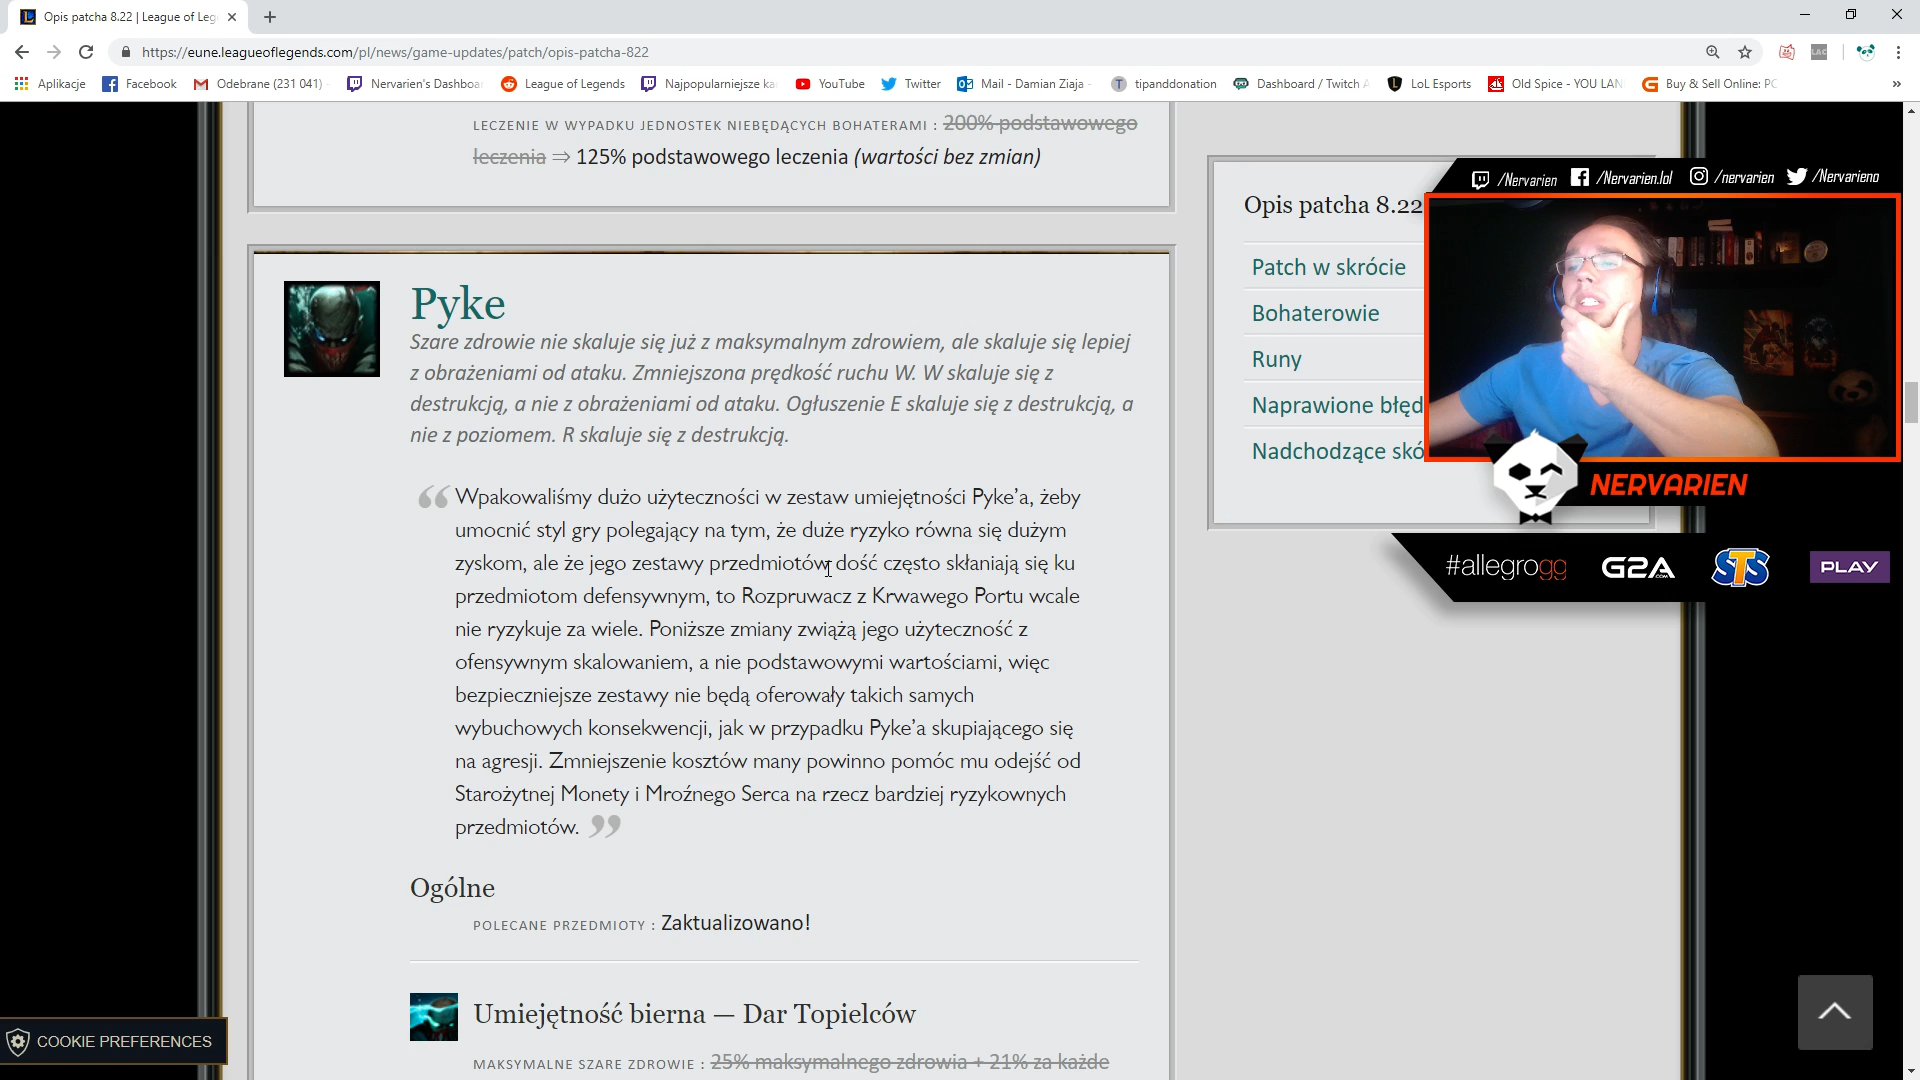 Opis patcha 8.22 | League of Leg
https://eune.leagueoflegends.com/pl/news/game-updates/patch/opis-patcha-822
Aplikacje
Facebook
Odebrane (231 041)
Nervarien's Dashboa
League of Legends
Najpopularniejsze ka
YouTube
Twitter
Mail - Damian Ziaja -
tipanddonation
Dashboard / Twitch A
LoL Esports
Old Spice - YOU LAN
Buy & Sell Online: PC
LECZENIE W WYPADKU JEDNOSTEK NIEBĘDĄCYCH BOHATERAMI : 200% podstawowego
leczenia ⇒ 125% podstawowego leczenia (wartości bez zmian)
Pyke
Szare zdrowie nie skaluje się już z maksymalnym zdrowiem, ale skaluje się lepiej
z obrażeniami od ataku. Zmniejszona prędkość ruchu W. W skaluje się z
destrukcją, a nie z obrażeniami od ataku. Ogłuszenie E skaluje się z destrukcją, a
nie z poziomem. R skaluje się z destrukcją.
“ Wpakowaliśmy dużo użyteczności w zestaw umiejętności Pyke’a, żeby
umocnić styl gry polegający na tym, że duże ryzyko równa się dużym
zyskom, ale że jego zestawy przedmiotów dość często skłaniają się ku
przedmiotom defensywnym, to Rozpruwacz z Krwawego Portu wcale
nie ryzykuje za wiele. Poniższe zmiany zwiążą jego użyteczność z
ofensywnym skalowaniem, a nie podstawowymi wartościami, więc
bezpieczniejsze zestawy nie będą oferowały takich samych
wybuchowych konsekwencji, jak w przypadku Pyke’a skupiającego się
na agresji. Zmniejszenie kosztów many powinno pomóc mu odejść od
Starożytnej Monety i Mroźnego Serca na rzecz bardziej ryzykownych
przedmiotów. ”
Ogólne
POLECANE PRZEDMIOTY : Zaktualizowano!
Umiejętność bierna — Dar Topielców
MAKSYMALNE SZARE ZDROWIE : 25% maksymalnego zdrowia + 21% za każde
Opis patcha 8.22
Patch w skrócie
Bohaterowie
Runy
Naprawione błęd
Nadchodzące skó
/Nervarien
/Nervarien.lol
/nervarien
/Nervarieno
NERVARIEN
#allegrogg
G2A.COM
STS
PLAY
COOKIE PREFERENCES